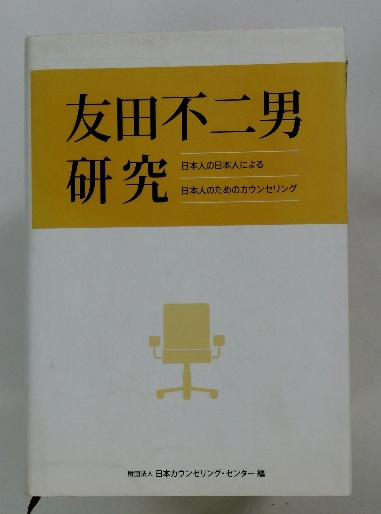 友田不二男
研究
日本人の日本人による
日本人のためのカウンセリング
財団法人 日本カウンセリング・センター 編